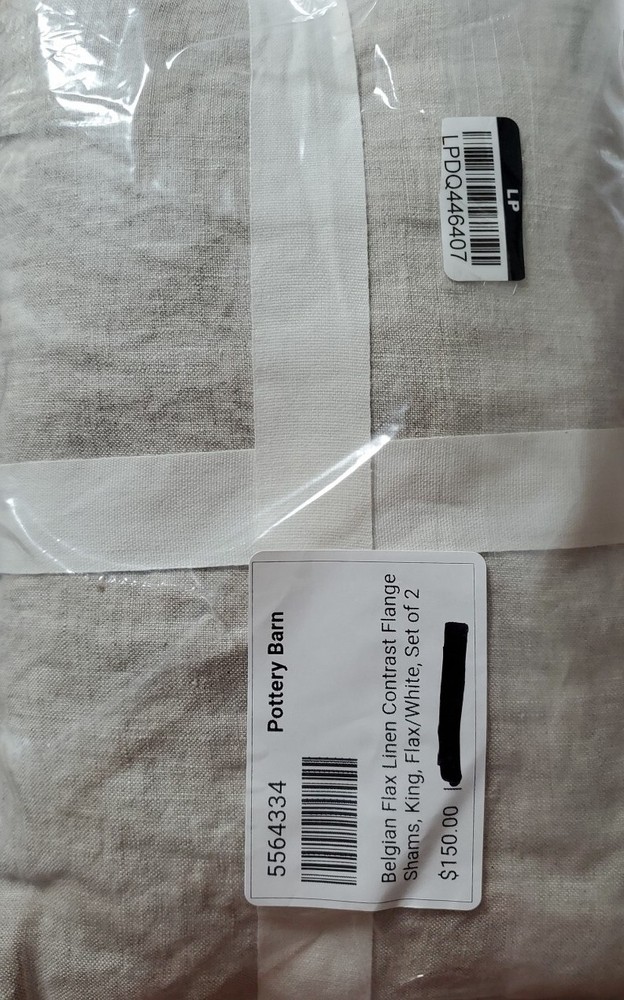 LP
LPDQ446407
5564334 Pottery Barn
Belgian Flax Linen Contrast Flange
Shams, King, Flax/White, Set of 2
$150.00 |